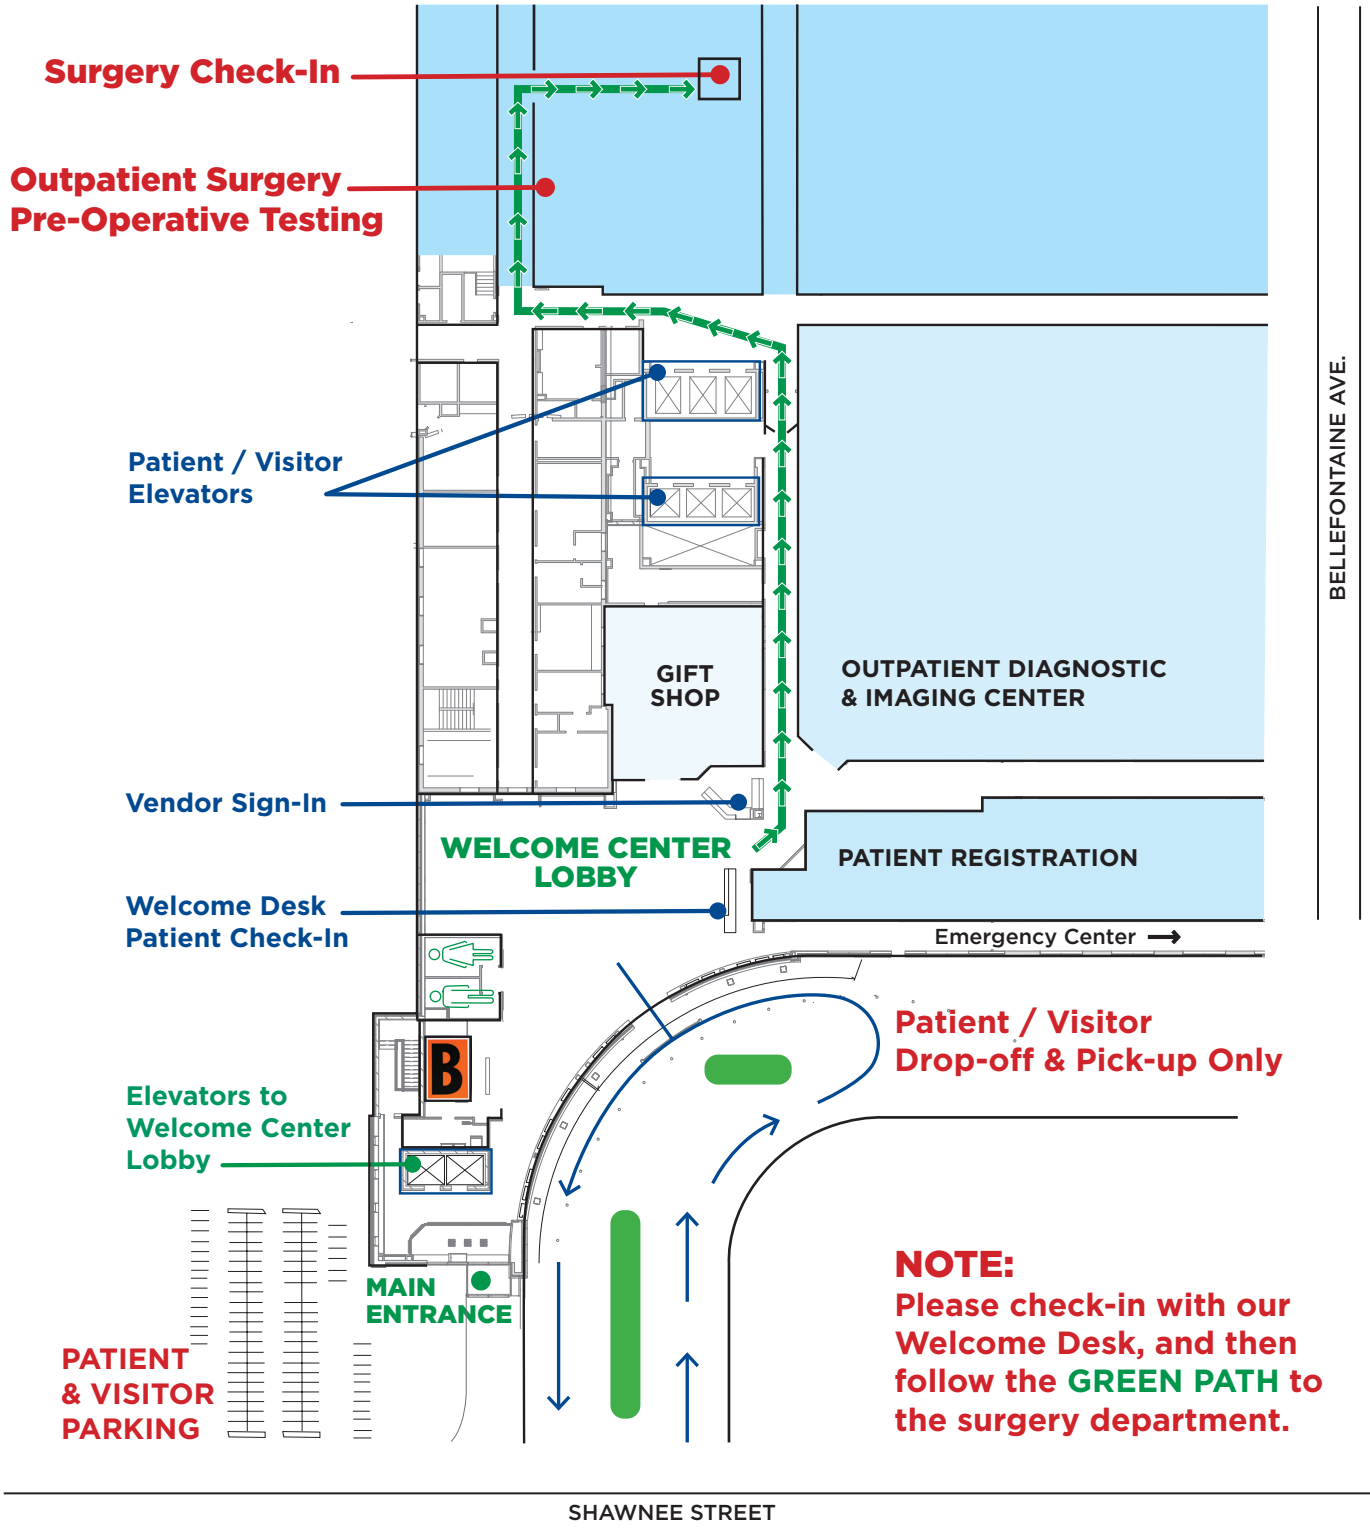 Surgery Check-In
Outpatient Surgery
Pre-Operative Testing
Patient / Visitor
Elevators
BELLEFONTAINE AVE.
GIFT
SHOP
OUTPATIENT DIAGNOSTIC
& IMAGING CENTER
Vendor Sign-In
WELCOME CENTER
LOBBY
PATIENT REGISTRATION
Welcome Desk
Patient Check-In
Emergency Center →
Patient / Visitor
Drop-off & Pick-up Only
B
Elevators to
Welcome Center
Lobby
MAIN
ENTRANCE
NOTE:
Please check-in with our
Welcome Desk, and then
follow the GREEN PATH to
the surgery department.
PATIENT
& VISITOR
PARKING
SHAWNEE STREET